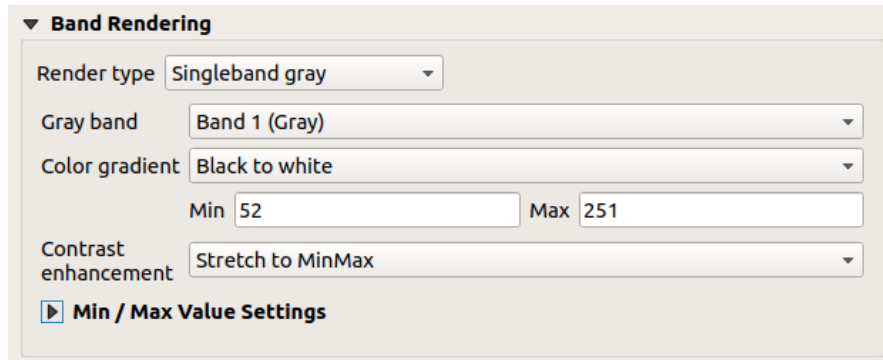 Band Rendering
Render type Singleband gray
Gray band Band 1 (Gray)
Color gradient Black to white
Min 52 Max 251
Contrast
enhancement Stretch to MinMax
Min / Max Value Settings